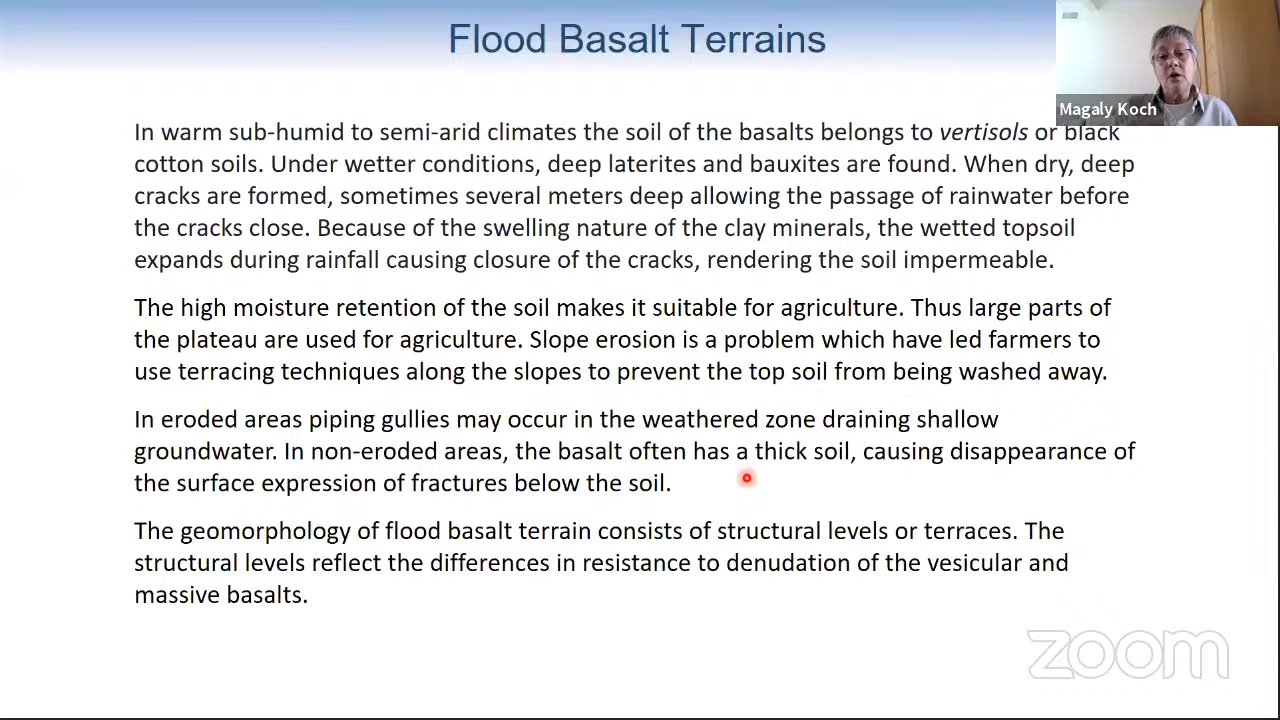 Flood Basalt Terrains
Magaly Koch
In warm sub-humid to semi-arid climates the soil of the basalts belongs to vertisols or black
cotton soils. Under wetter conditions, deep laterites and bauxites are found. When dry, deep
cracks are formed, sometimes several meters deep allowing the passage of rainwater before
the cracks close. Because of the swelling nature of the clay minerals, the wetted topsoil
expands during rainfall causing closure of the cracks, rendering the soil impermeable.
The high moisture retention of the soil makes it suitable for agriculture. Thus large parts of
the plateau are used for agriculture. Slope erosion is a problem which have led farmers to
use terracing techniques along the slopes to prevent the top soil from being washed away.
In eroded areas piping gullies may occur in the weathered zone draining shallow
groundwater. In non-eroded areas, the basalt often has a thick soil, causing disappearance of
the surface expression of fractures below the soil.
The geomorphology of flood basalt terrain consists of structural levels or terraces. The
structural levels reflect the differences in resistance to denudation of the vesicular and
massive basalts.
zoom